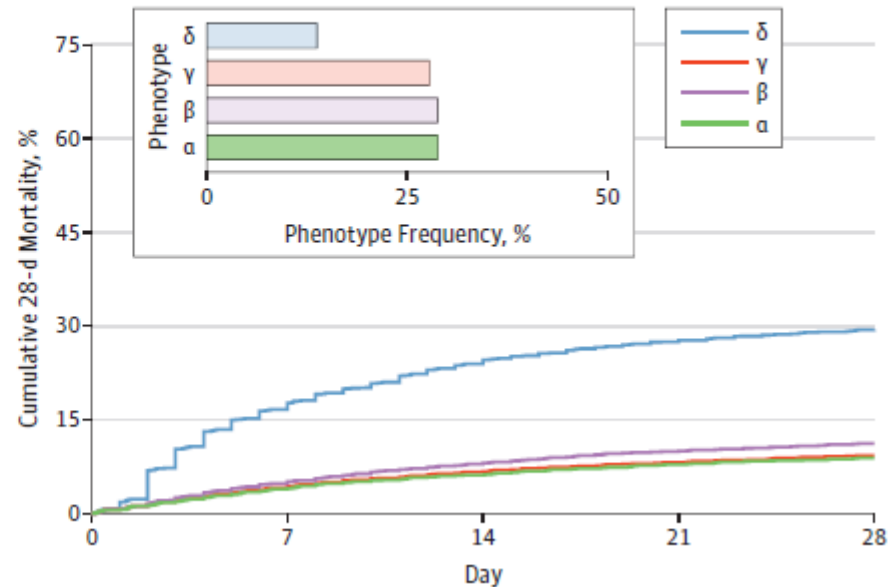 75
60
45
30
15
0
Cumulative 28-d Mortality, %
0
7
14
21
28
Day
Phenotype
δ
γ
β
α
0
25
50
Phenotype Frequency, %
δ
γ
β
α